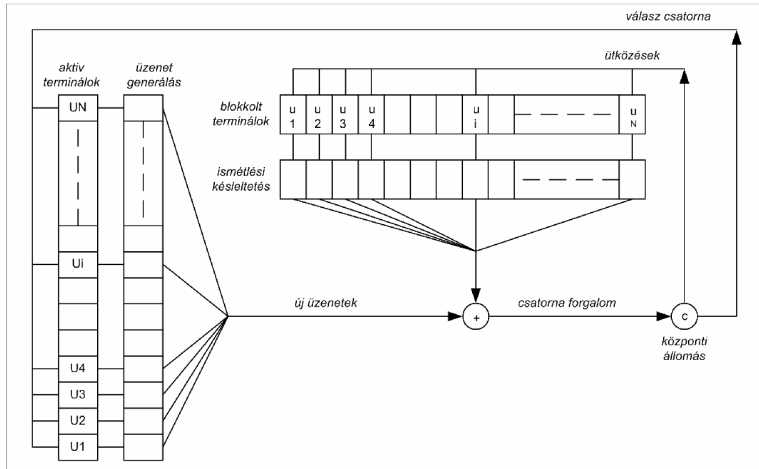 válasz csatorna
ütközések
aktív
terminálok
üzenet
generálás
UN
Ui
U4
U3
U2
U1
blokkolt
terminálok
u 1
u 2
u 3
u 4
u i
u N
ismétlési
késleltetés
új üzenetek
+
csatorna forgalom
c
központi
állomás